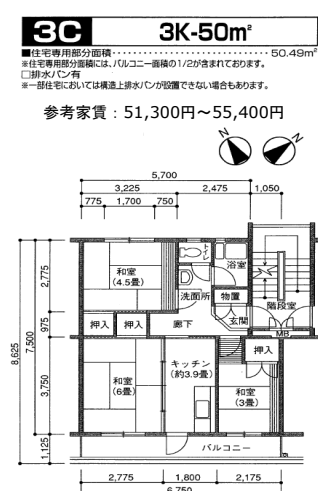 3C 3K-50㎡
■住宅専用部分面積 50.49㎡
※住宅専用部分面積には、バルコニー面積の1/2が含まれております。
□排水パン有
※一部住宅においては構造上排水パンが設置できない場合もあります。
参考家賃：51,300円～55,400円
N N
5,700
3,225 2,475 1,050
775 1,700 750
トイレ
浴室
和室
(4.5畳)
洗面所
物置
階段室
玄関
押入 押入 廊下
MB
押入
キッチン
(約3.9畳)
和室
(6畳)
和室
(3畳)
バルコニー
2,775
975
3,750
1,125
7,500
8,625
2,775 1,800 2,175
6,750